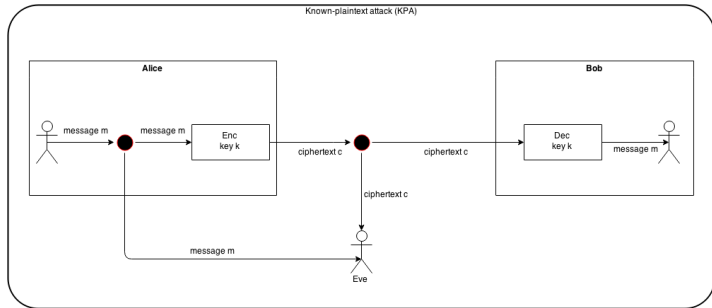 Known-plaintext attack (KPA)
Alice
Bob
message m
message m
Enc
key k
ciphertext c
ciphertext c
Dec
key k
message m
ciphertext c
message m
Eve